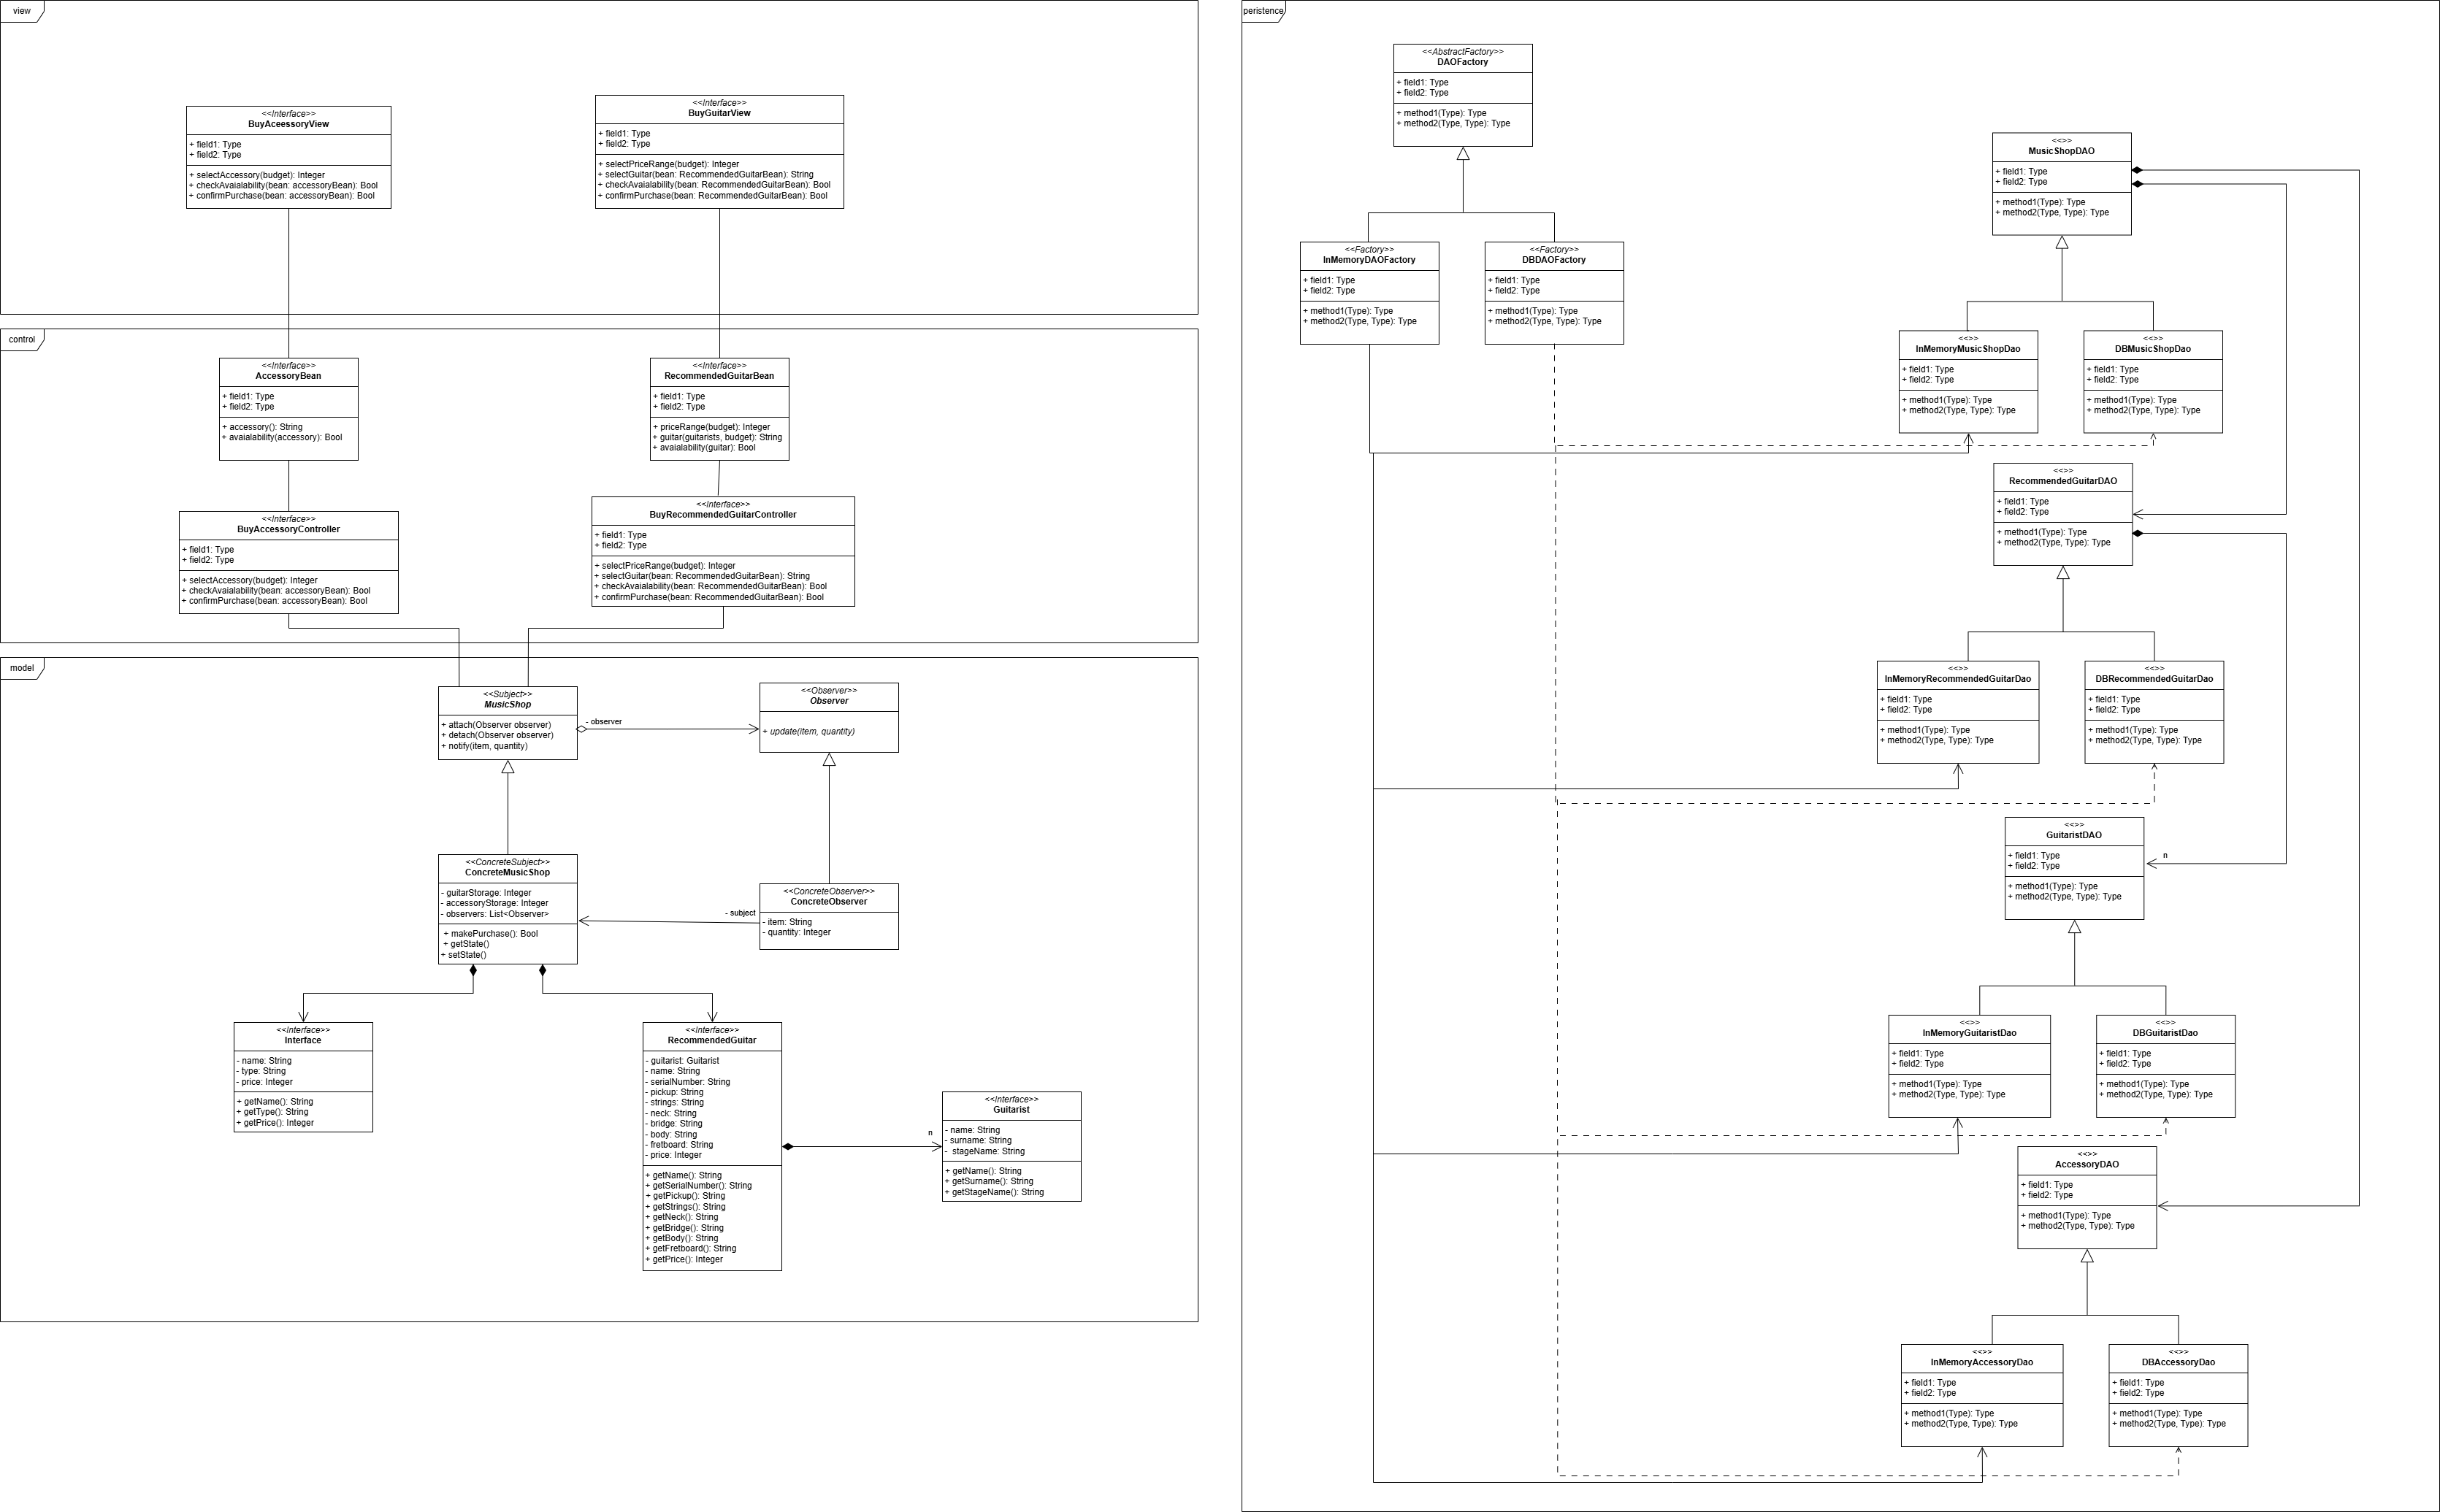 view
<<Interface>>
BuyAceessoryView
+ field1: Type
+ field2: Type
+ selectAccessory(budget): Integer
+ checkAvaialability(bean: accessoryBean): Bool
+ confirmPurchase(bean: accessoryBean): Bool
<<Interface>>
BuyGuitarView
+ field1: Type
+ field2: Type
+ selectPriceRange(budget): Integer
+ selectGuitar(bean: RecommendedGuitarBean): String
+ checkAvaialability(bean: RecommendedGuitarBean): Bool
+ confirmPurchase(bean: RecommendedGuitarBean): Bool
control
<<Interface>>
AccessoryBean
+ field1: Type
+ field2: Type
+ accessory(): String
+ avaialability(accessory): Bool
<<Interface>>
RecommendedGuitarBean
+ field1: Type
+ field2: Type
+ priceRange(budget): Integer
+ guitar(guitarists, budget): String
+ avaialability(guitar): Bool
<<Interface>>
BuyAccessoryController
+ field1: Type
+ field2: Type
+ selectAccessory(budget): Integer
+ checkAvaialability(bean: accessoryBean): Bool
+ confirmPurchase(bean: accessoryBean): Bool
<<Interface>>
BuyRecommendedGuitarController
+ field1: Type
+ field2: Type
+ selectPriceRange(budget): Integer
+ selectGuitar(bean: RecommendedGuitarBean): String
+ checkAvaialability(bean: RecommendedGuitarBean): Bool
+ confirmPurchase(bean: RecommendedGuitarBean): Bool
model
<<Subject>>
MusicShop
+ attach(Observer observer)
+ detach(Observer observer)
+ notify(item, quantity)
- observer
<<Observer>>
Observer
+ update(item, quantity)
<<ConcreteSubject>>
ConcreteMusicShop
- guitarStorage: Integer
- accessoryStorage: Integer
- observers: List<Observer>
+ makePurchase(): Bool
+ getState()
+ setState()
- subject
<<ConcreteObserver>>
ConcreteObserver
- item: String
- quantity: Integer
<<Interface>>
Interface
- name: String
- type: String
- price: Integer
+ getName(): String
+ getType(): String
+ getPrice(): Integer
<<Interface>>
RecommendedGuitar
- guitarist: Guitarist
- name: String
- serialNumber: String
- pickup: String
- strings: String
- neck: String
- bridge: String
- body: String
- fretboard: String
- price: Integer
+ getName(): String
+ getSerialNumber(): String
+ getPickup(): String
+ getStrings(): String
+ getNeck(): String
+ getBridge(): String
+ getBody(): String
+ getFretboard(): String
+ getPrice(): Integer
n
<<Interface>>
Guitarist
- name: String
- surname: String
- stageName: String
+ getName(): String
+ getSurname(): String
+ getStageName(): String
peristence
<<AbstractFactory>>
DAOFactory
+ field1: Type
+ field2: Type
+ method1(Type): Type
+ method2(Type, Type): Type
<<Factory>>
InMemoryDAOFactory
+ field1: Type
+ field2: Type
+ method1(Type): Type
+ method2(Type, Type): Type
<<Factory>>
DBDAOFactory
+ field1: Type
+ field2: Type
+ method1(Type): Type
+ method2(Type, Type): Type
<<>>
MusicShopDAO
+ field1: Type
+ field2: Type
+ method1(Type): Type
+ method2(Type, Type): Type
<<>>
InMemoryMusicShopDao
+ field1: Type
+ field2: Type
+ method1(Type): Type
+ method2(Type, Type): Type
<<>>
DBMusicShopDao
+ field1: Type
+ field2: Type
+ method1(Type): Type
+ method2(Type, Type): Type
<<>>
RecommendedGuitarDAO
+ field1: Type
+ field2: Type
+ method1(Type): Type
+ method2(Type, Type): Type
<<>>
InMemoryRecommendedGuitarDao
+ field1: Type
+ field2: Type
+ method1(Type): Type
+ method2(Type, Type): Type
<<>>
DBRecommendedGuitarDao
+ field1: Type
+ field2: Type
+ method1(Type): Type
+ method2(Type, Type): Type
<<>>
GuitaristDAO
+ field1: Type
+ field2: Type
+ method1(Type): Type
+ method2(Type, Type): Type
n
<<>>
InMemoryGuitaristDao
+ field1: Type
+ field2: Type
+ method1(Type): Type
+ method2(Type, Type): Type
<<>>
DBGuitaristDao
+ field1: Type
+ field2: Type
+ method1(Type): Type
+ method2(Type, Type): Type
<<>>
AccessoryDAO
+ field1: Type
+ field2: Type
+ method1(Type): Type
+ method2(Type, Type): Type
<<>>
InMemoryAccessoryDao
+ field1: Type
+ field2: Type
+ method1(Type): Type
+ method2(Type, Type): Type
<<>>
DBAccessoryDao
+ field1: Type
+ field2: Type
+ method1(Type): Type
+ method2(Type, Type): Type